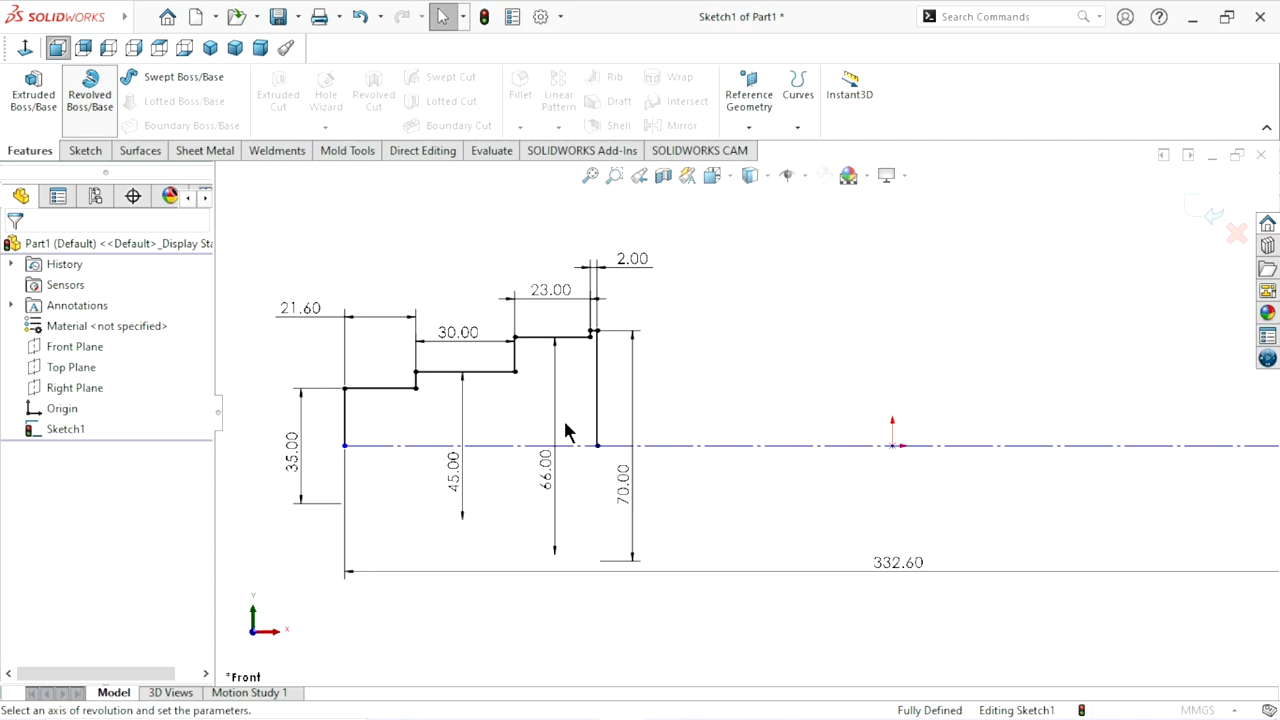 SOLIDWORKS
Sketch1 of Part1 *
Search Commands
Extruded Boss/Base
Revolved Boss/Base
Swept Boss/Base
Lofted Boss/Base
Boundary Boss/Base
Extruded Cut
Hole Wizard
Revolved Cut
Swept Cut
Lofted Cut
Boundary Cut
Fillet
Linear Pattern
Rib
Draft
Shell
Wrap
Intersect
Mirror
Reference Geometry
Curves
Instant3D
Features Sketch Surfaces Sheet Metal Weldments Mold Tools Direct Editing Evaluate SOLIDWORKS Add-Ins SOLIDWORKS CAM
Part1 (Default) <<Default>_Display Sta
History
Sensors
Annotations
Material <not specified>
Front Plane
Top Plane
Right Plane
Origin
Sketch1
2.00
23.00
21.60
30.00
35.00
45.00
66.00
70.00
332.60
Y
X
*Front
Model 3D Views Motion Study 1
Select an axis of revolution and set the parameters.
Fully Defined Editing Sketch1 MMGS